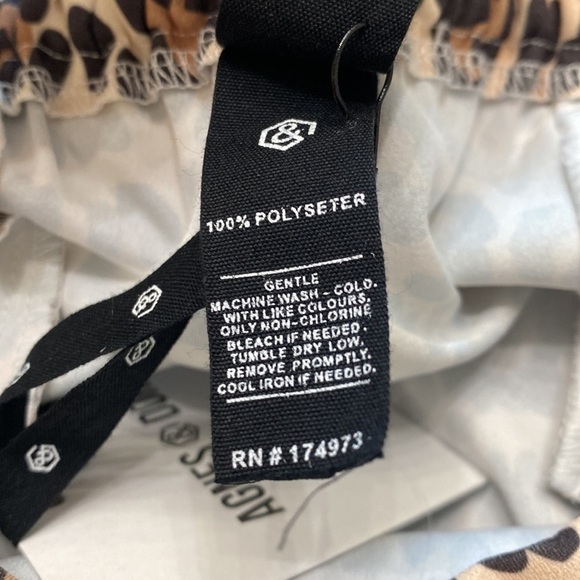 &
100% POLYSETER
GENTLE
MACHINE WASH - COLD.
WITH LIKE COLOURS.
ONLY NON-CHLORINE
BLEACH IF NEEDED.
TUMBLE DRY LOW.
REMOVE PROMPTLY.
COOL IRON IF NEEDED.
RN # 174973
&
&
&
AGNES &